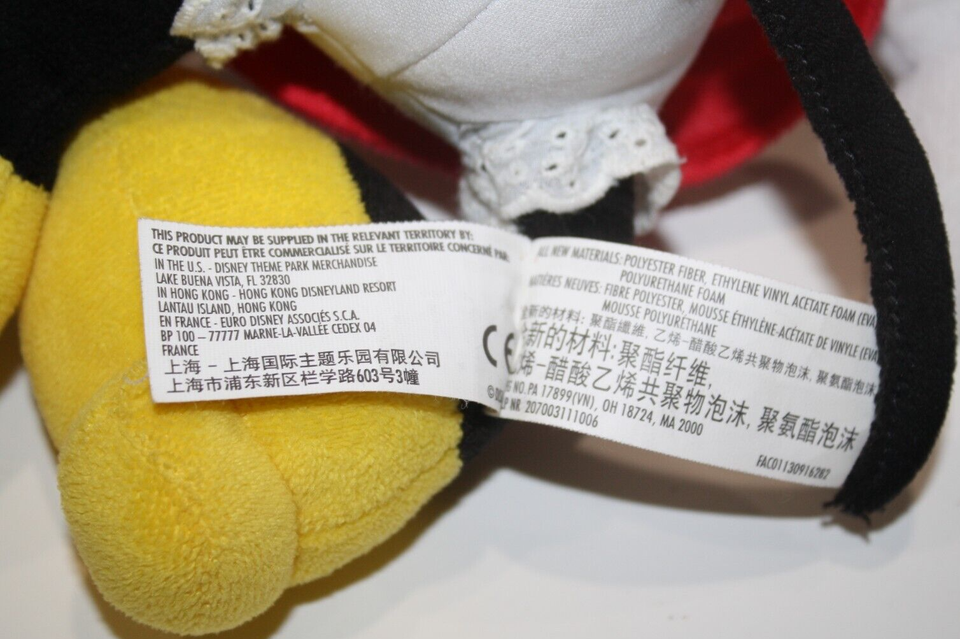 THIS PRODUCT MAY BE SUPPLIED IN THE RELEVANT TERRITORY BY:
CE PRODUIT PEUT ÊTRE COMMERCIALISÉ SUR LE TERRITOIRE CONCERNÉ PAR
IN THE U.S. - DISNEY THEME PARK MERCHANDISE
LAKE BUENA VISTA, FL 32830
IN HONG KONG - HONG KONG DISNEYLAND RESORT
LANTAU ISLAND, HONG KONG
EN FRANCE - EURO DISNEY ASSOCIÉS S.C.A.
BP 100 – 77777 MARNE-LA-VALLÉE CEDEX 04
FRANCE
上海 – 上海国际主题乐园有限公司
上海市浦东新区栏学路603号3幢
CE
©
ALL NEW MATERIALS: POLYESTER FIBER, ETHYLENE VINYL ACETATE FOAM (EVA
POLYURETHANE FOAM
MATIÈRES NEUVES: FIBRE POLYESTER, MOUSSE ÉTHYLÈNE-ACÉTATE DE VINYLE (EVA
MOUSSE POLYURETHANE
全新的材料: 聚酯纖維, 乙烯-醋酸乙烯共聚物泡沫, 聚氨酯泡沫
全新的材料: 聚酯纤维,
烯–醋酸乙烯共聚物泡沫, 聚氨酯泡沫
NO. PA 17899(VN), OH 18724, MA 2000
NR 207003111006
FAC0113091628?